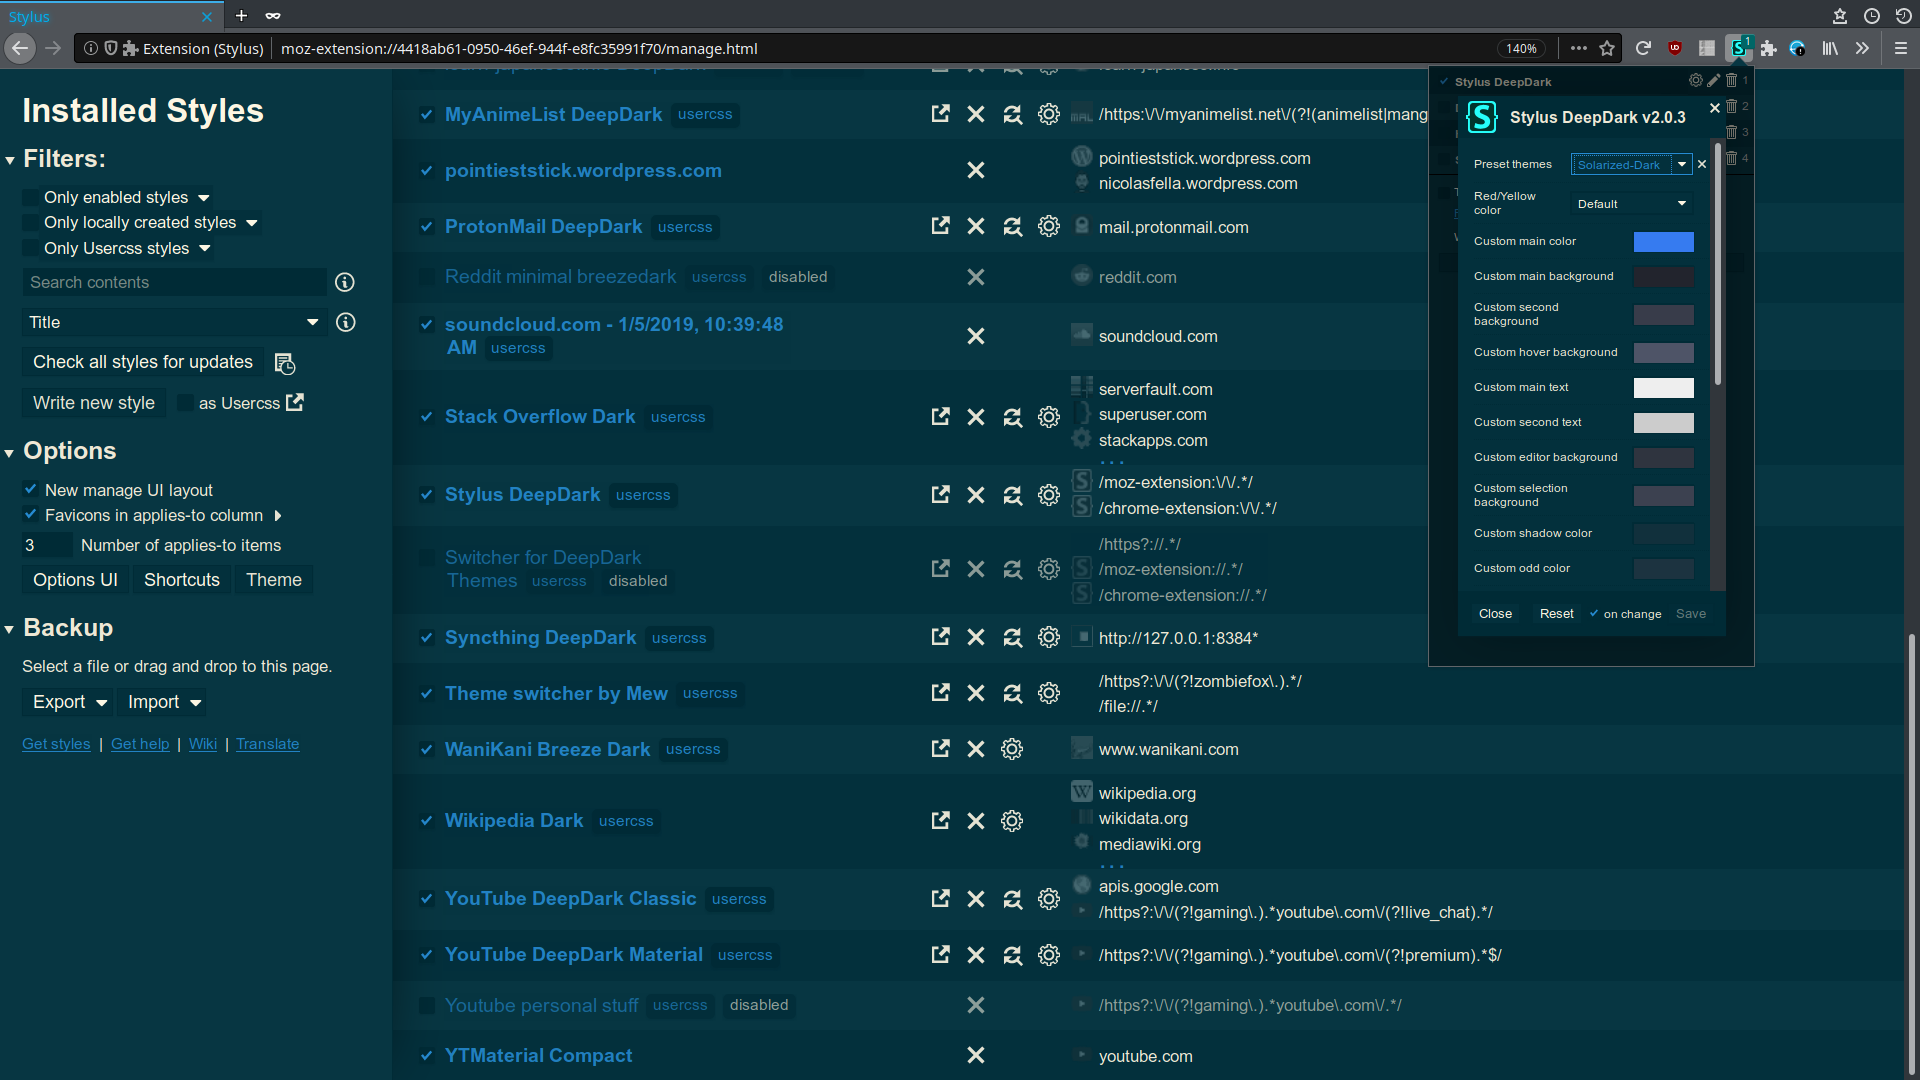 Stylus
Extension (Stylus)
moz-extension://4418ab61-0950-46ef-944f-e8fc35991f70/manage.html
140%
1
Installed Styles
Filters:
Only enabled styles
Only locally created styles
Only Usercss styles
Search contents
Title
Check all styles for updates
Write new style
as Usercss
Options
New manage UI layout
Favicons in applies-to column
3 Number of applies-to items
Options UI Shortcuts Theme
Backup
Select a file or drag and drop to this page.
Export Import
Get styles | Get help | Wiki | Translate
MyAnimeList DeepDark usercss
/https:\/\/myanimelist.net\/(?!(animelist|mang
pointieststick.wordpress.com
pointieststick.wordpress.com
nicolasfella.wordpress.com
ProtonMail DeepDark usercss
mail.protonmail.com
Reddit minimal breezedark usercss disabled
reddit.com
soundcloud.com - 1/5/2019, 10:39:48
AM usercss
soundcloud.com
Stack Overflow Dark usercss
serverfault.com
superuser.com
stackapps.com
...
Stylus DeepDark usercss
/moz-extension:\/\/.*/
/chrome-extension:\/\/.*/
Switcher for DeepDark
Themes usercss disabled
/https?://.*/
/moz-extension://.*/
/chrome-extension://.*/
Syncthing DeepDark usercss
http://127.0.0.1:8384*
Theme switcher by Mew usercss
/https?:\/\/(?!zombiefox\.).*/
/file://.*/
WaniKani Breeze Dark usercss
www.wanikani.com
Wikipedia Dark usercss
wikipedia.org
wikidata.org
mediawiki.org
...
YouTube DeepDark Classic usercss
apis.google.com
/https?:\/\/(?!gaming\.).*youtube\.com\/(?!live_chat).*/
YouTube DeepDark Material usercss
/https?:\/\/(?!gaming\.).*youtube\.com\/(?!premium).*$/
Youtube personal stuff usercss disabled
/https?:\/\/(?!gaming\.).*youtube\.com\/.*/
YTMaterial Compact
youtube.com
Stylus DeepDark
1
2
3
4
Stylus DeepDark v2.0.3
Preset themes Solarized-Dark
Red/Yellow
color
Default
Custom main color
Custom main background
Custom second
background
Custom hover background
Custom main text
Custom second text
Custom editor background
Custom selection
background
Custom shadow color
Custom odd color
Close Reset on change Save